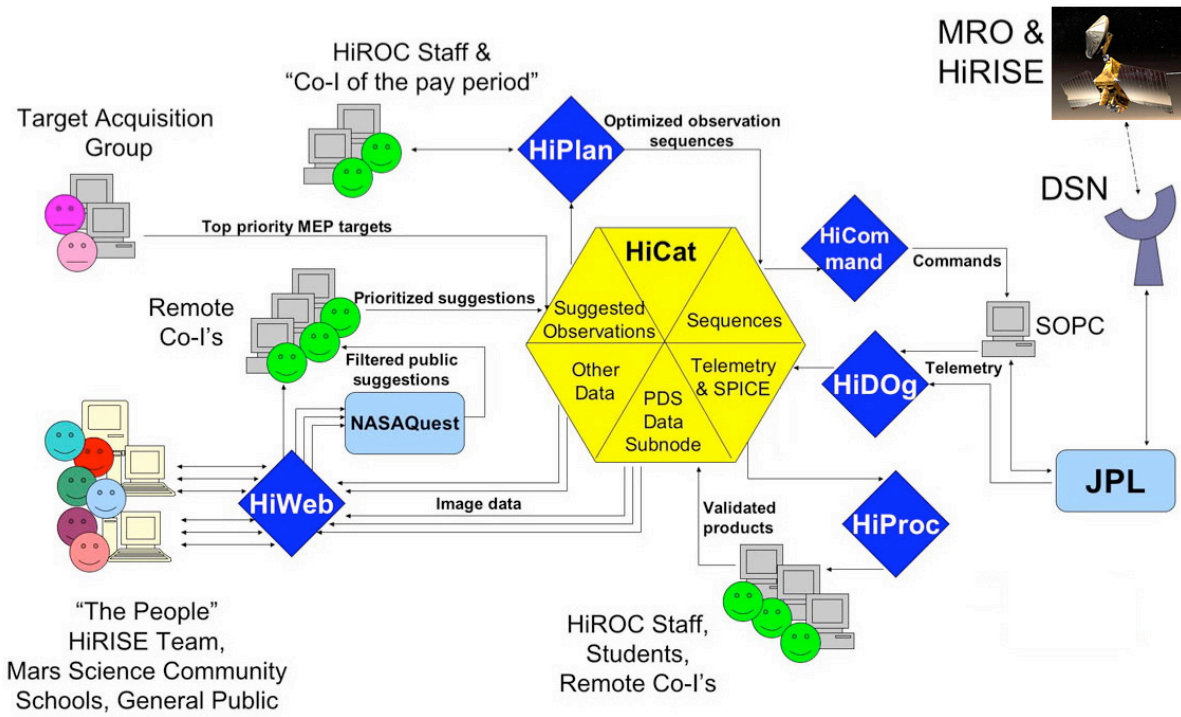 MRO &
HiRISE
HiROC Staff &
“Co-I of the pay period”
Target Acquisition
Group
HiPlan
Optimized observation
sequences
DSN
Top priority MEP targets
HiCat
HiCom
mand
Commands
Remote
Co-I's
Prioritized suggestions
Suggested
Observations
Sequences
SOPC
Filtered public
suggestions
Other
Data
Telemetry
& SPICE
HiDOg
Telemetry
NASAQuest
PDS
Data
Subnode
JPL
HiWeb
Image data
Validated
products
HiProc
“The People”
HiRISE Team,
Mars Science Community
Schools, General Public
HiROC Staff,
Students,
Remote Co-I's